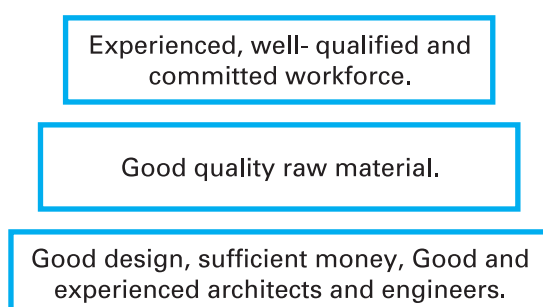 Experienced, well- qualified and
committed workforce.
Good quality raw material.
Good design, sufficient money, Good and
experienced architects and engineers.